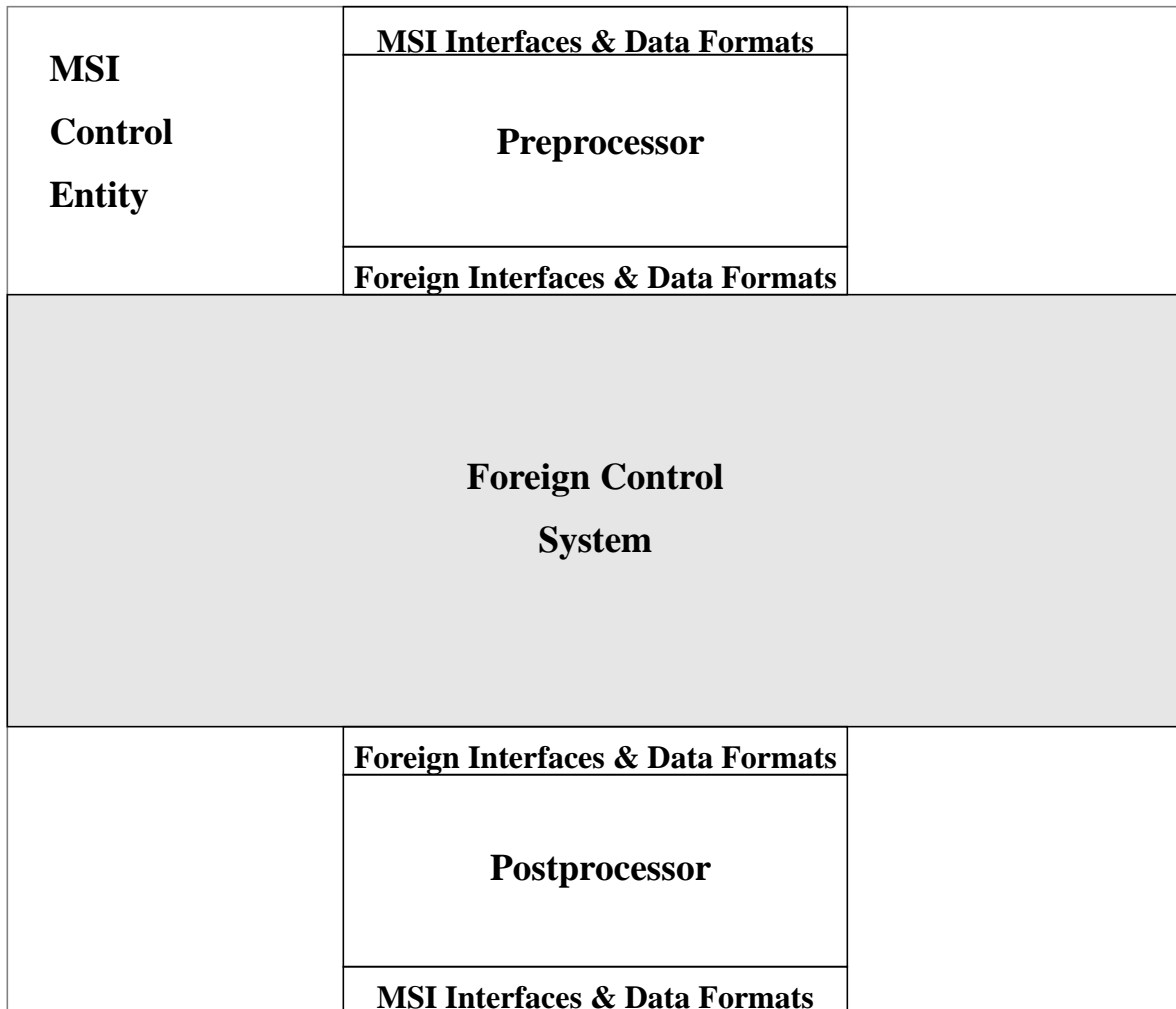 MSI Interfaces & Data Formats
MSI
Control
Entity
Preprocessor
Foreign Interfaces & Data Formats
Foreign Control
System
Foreign Interfaces & Data Formats
Postprocessor
MSI Interfaces & Data Formats